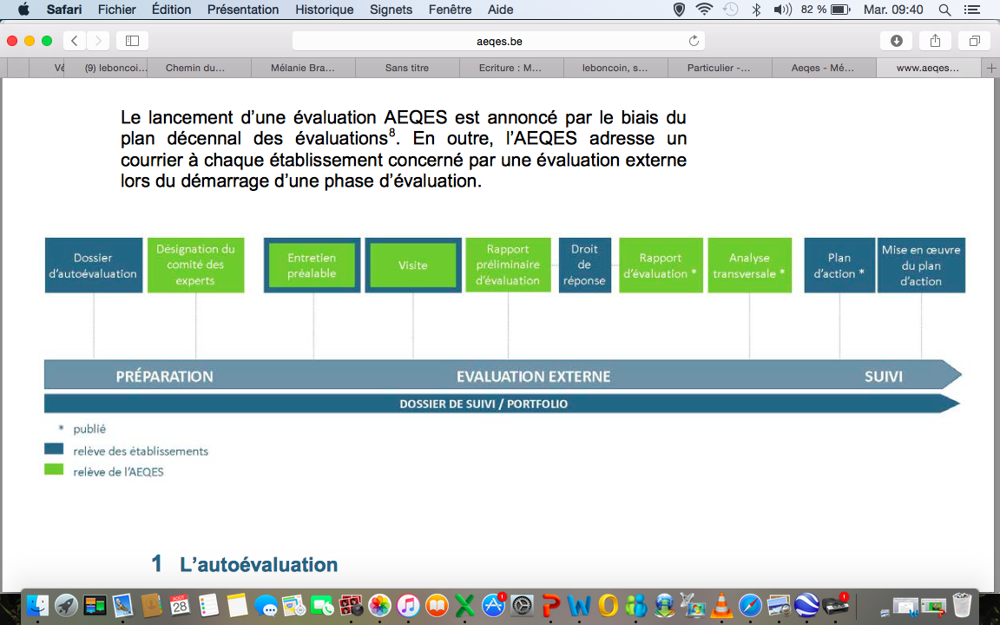 Safari Fichier Édition Présentation Historique Signets Fenêtre Aide 82 % Mar. 09:40
aeqes.be
Vé (9) leboncoi... Chemin du... Mélanie Bra... Sans titre Ecriture : M... leboncoin, s... Particulier -... Aeqes - Mé... www.aeqes...
Le lancement d'une évaluation AEQES est annoncé par le biais du
plan décennal des évaluations8. En outre, l'AEQES adresse un
courrier à chaque établissement concerné par une évaluation externe
lors du démarrage d'une phase d'évaluation.
Dossier
d'autoévaluation
Désignation du
comité des
experts
Entretien
préalable
Visite
Rapport
préliminaire
d'évaluation
Droit
de
réponse
Rapport
d'évaluation *
Analyse
transversale *
Plan
d'action *
Mise en œuvre
du plan
d'action
PRÉPARATION EVALUATION EXTERNE SUIVI
DOSSIER DE SUIVI / PORTFOLIO
* publié
relève des établissements
relève de l'AEQES
1 L'autoévaluation
AOÛT
28
1
1